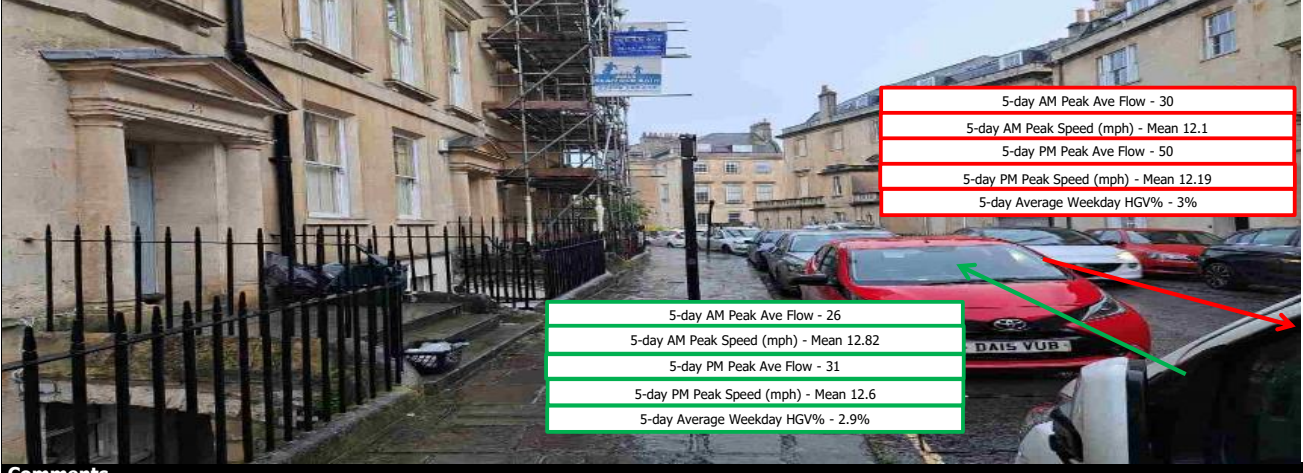 5-day AM Peak Ave Flow - 30
5-day AM Peak Speed (mph) - Mean 12.1
5-day PM Peak Ave Flow - 50
5-day PM Peak Speed (mph) - Mean 12.19
5-day Average Weekday HGV% - 3%
5-day AM Peak Ave Flow - 26
5-day AM Peak Speed (mph) - Mean 12.82
5-day PM Peak Ave Flow - 31
5-day PM Peak Speed (mph) - Mean 12.6
5-day Average Weekday HGV% - 2.9%
DA15 VUB
Comments